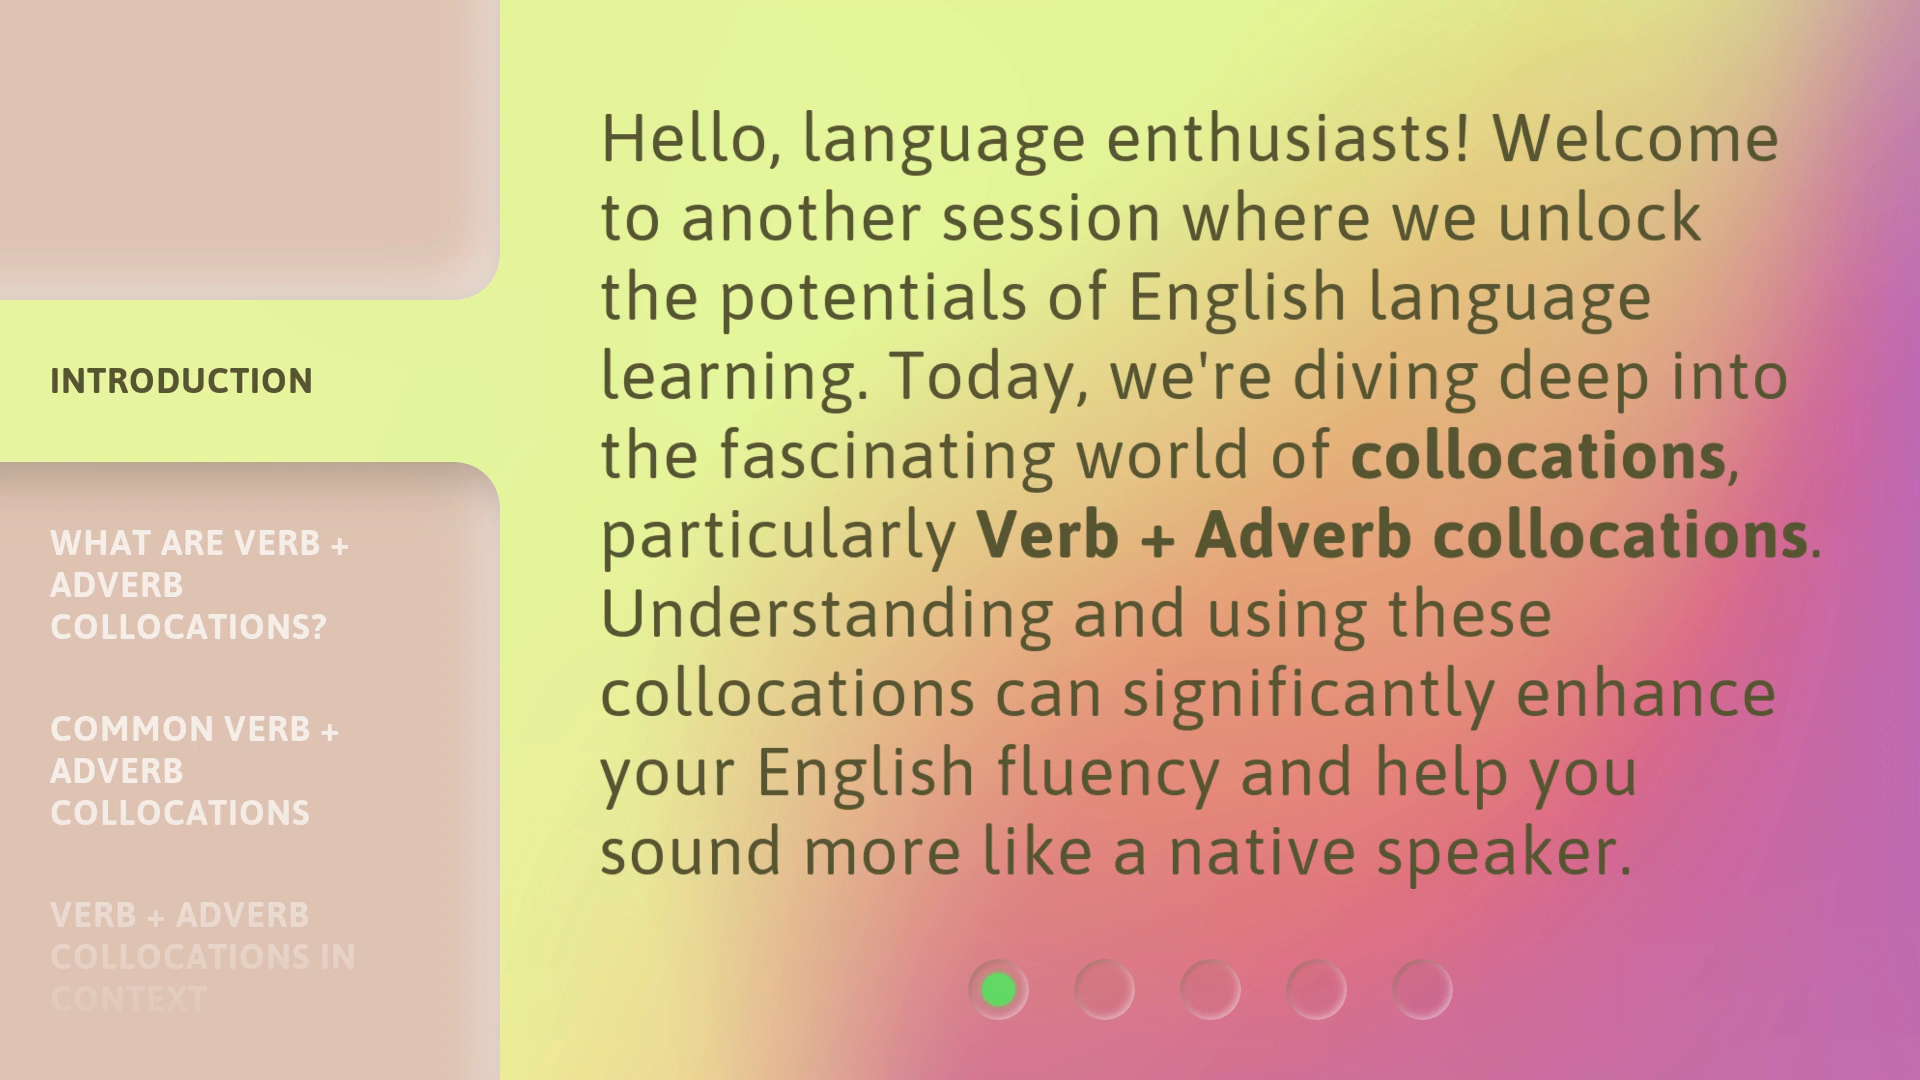 INTRODUCTION
WHAT ARE VERB +
ADVERB
COLLOCATIONS?
COMMON VERB +
ADVERB
COLLOCATIONS
VERB + ADVERB
COLLOCATIONS IN
CONTEXT
Hello, language enthusiasts! Welcome
to another session where we unlock
the potentials of English language
learning. Today, we're diving deep into
the fascinating world of collocations,
particularly Verb + Adverb collocations.
Understanding and using these
collocations can significantly enhance
your English fluency and help you
sound more like a native speaker.